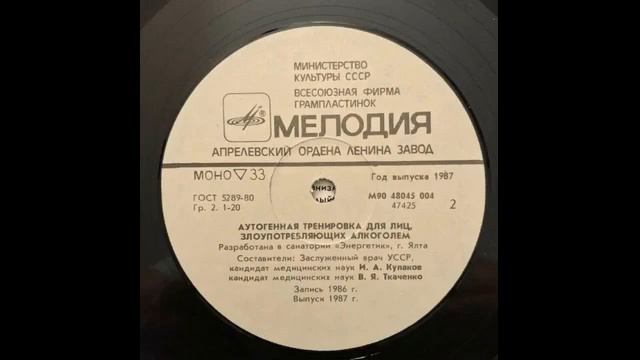 МИНИСТЕРСТВО
КУЛЬТУРЫ СССР
ВСЕСОЮЗНАЯ ФИРМА
ГРАМПЛАСТИНОК
МЕЛОДИЯ
АПРЕЛЕВСКИЙ ОРДЕНА ЛЕНИНА ЗАВОД
МОНО ▽ 33
Год выпуска 1987
ГОСТ 5289-80
М90 48045 004
Гр. 2. 1-20
47425
2
АУТОГЕННАЯ ТРЕНИРОВКА ДЛЯ ЛИЦ,
ЗЛОУПОТРЕБЛЯЮЩИХ АЛКОГОЛЕМ
Разработана в санатории «Энергетик», г. Ялта
Составители: Заслуженный врач УССР,
кандидат медицинских наук И. А. Кулаков
кандидат медицинских наук В. Я. Ткаченко
Запись 1986 г.
Выпуск 1987 г.